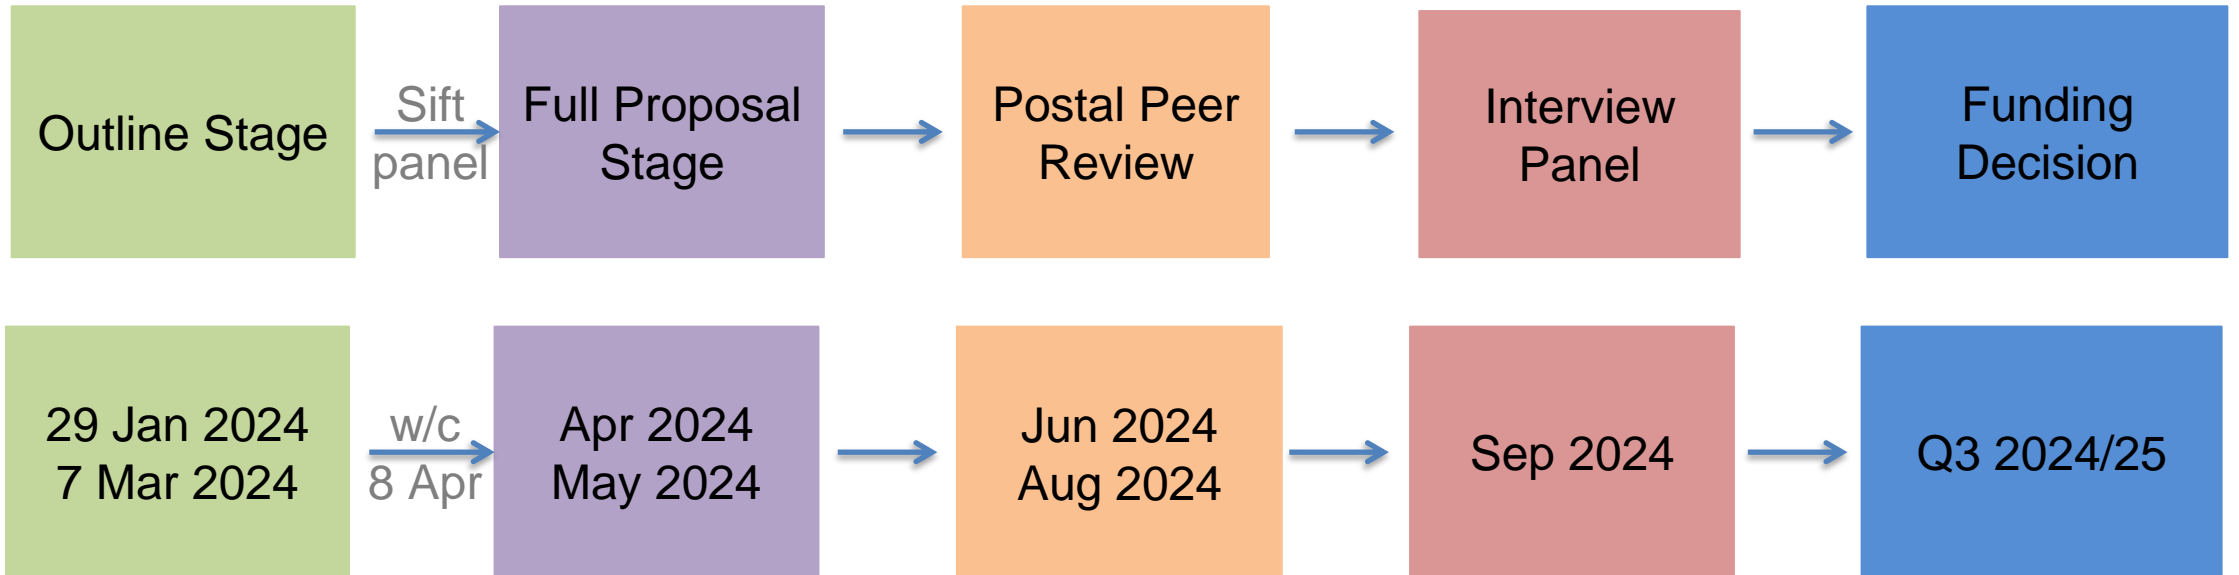 Outline Stage
Sift
panel
Full Proposal
Stage
Postal Peer
Review
Interview
Panel
Funding
Decision
29 Jan 2024
7 Mar 2024
w/c
8 Apr
Apr 2024
May 2024
Jun 2024
Aug 2024
Sep 2024
Q3 2024/25